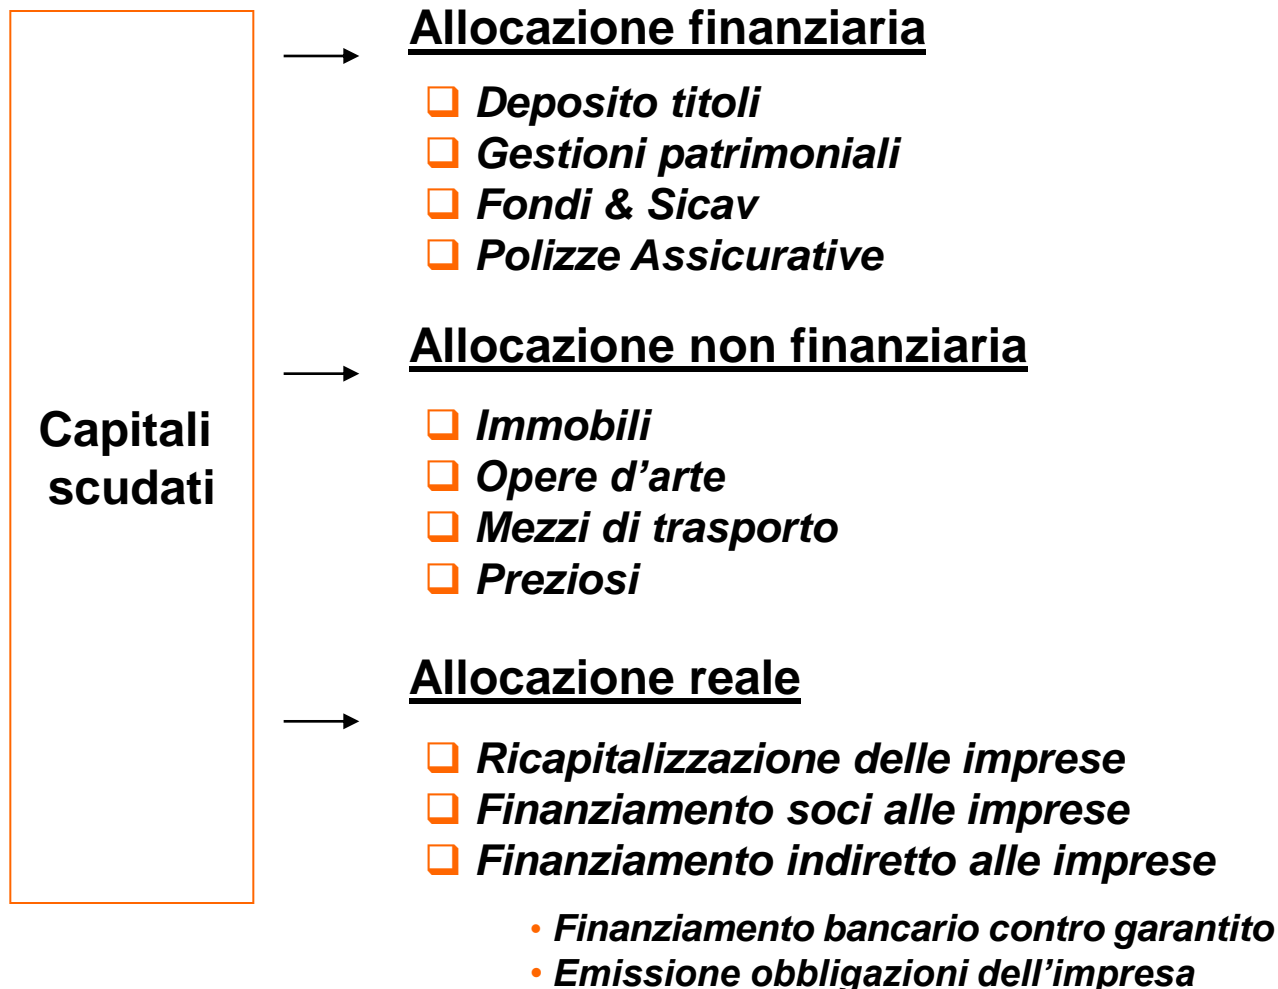 Allocazione finanziaria
Deposito titoli
Gestioni patrimoniali
Fondi & Sicav
Polizze Assicurative
Allocazione non finanziaria
Capitali
scudati
Immobili
Opere d’arte
Mezzi di trasporto
Preziosi
Allocazione reale
Ricapitalizzazione delle imprese
Finanziamento soci alle imprese
Finanziamento indiretto alle imprese
• Finanziamento bancario contro garantito
• Emissione obbligazioni dell’impresa